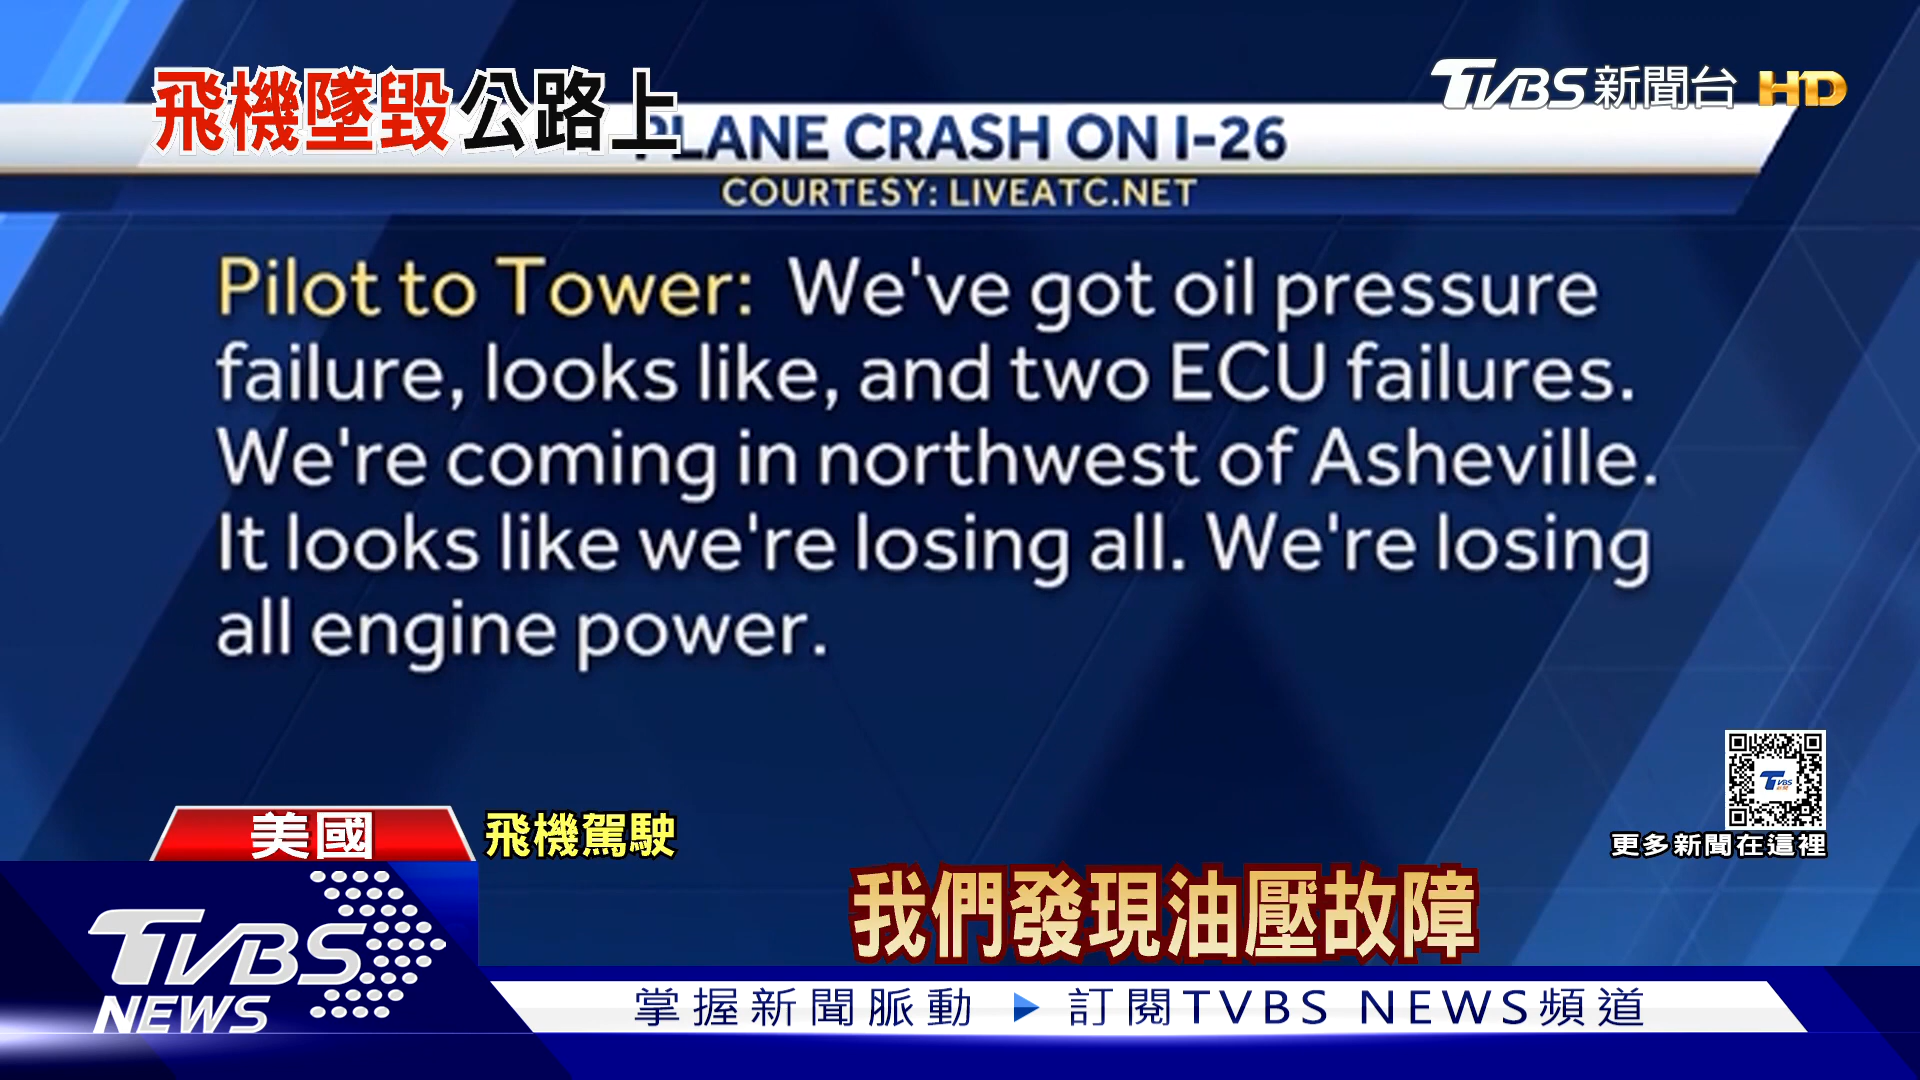 飛機墜毀公路上
TVBS新聞台 HD
PLANE CRASH ON I-26
COURTESY: LIVEATC.NET
Pilot to Tower: We've got oil pressure
failure, looks like, and two ECU failures.
We're coming in northwest of Asheville.
It looks like we're losing all. We're losing
all engine power.
TVBS
新聞
更多新聞在這裡
美國
飛機駕駛
我們發現油壓故障
TVBS
NEWS
掌握新聞脈動 ▶ 訂閱TVBS NEWS頻道